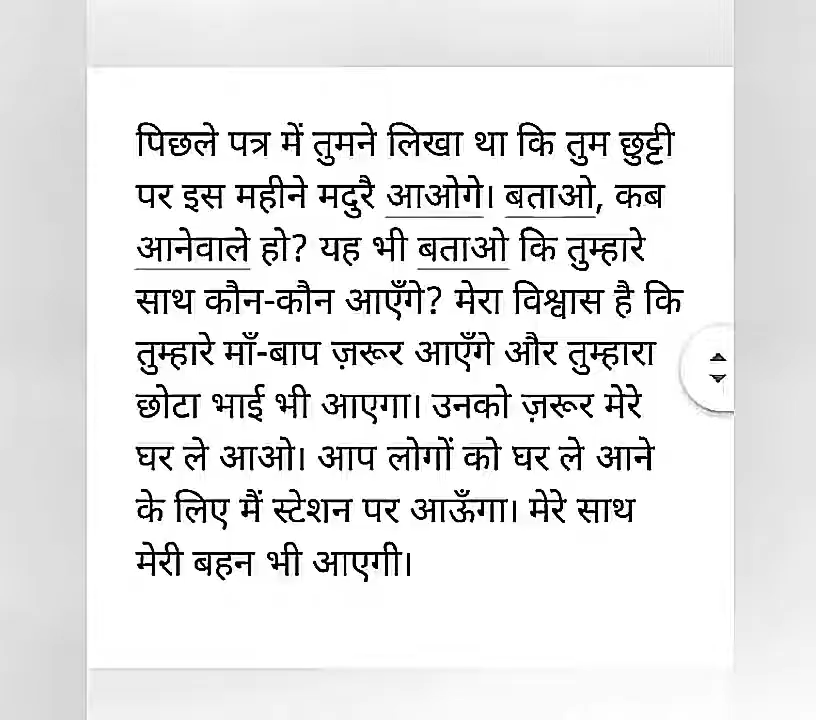 पिछले पत्र में तुमने लिखा था कि तुम छुट्टी
पर इस महीने मदुरै आओगे। बताओ, कब
आनेवाले हो? यह भी बताओ कि तुम्हारे
साथ कौन-कौन आएँगे? मेरा विश्वास है कि
तुम्हारे माँ-बाप ज़रूर आएँगे और तुम्हारा
छोटा भाई भी आएगा। उनको ज़रूर मेरे
घर ले आओ। आप लोगों को घर ले आने
के लिए मैं स्टेशन पर आऊँगा। मेरे साथ
मेरी बहन भी आएगी।